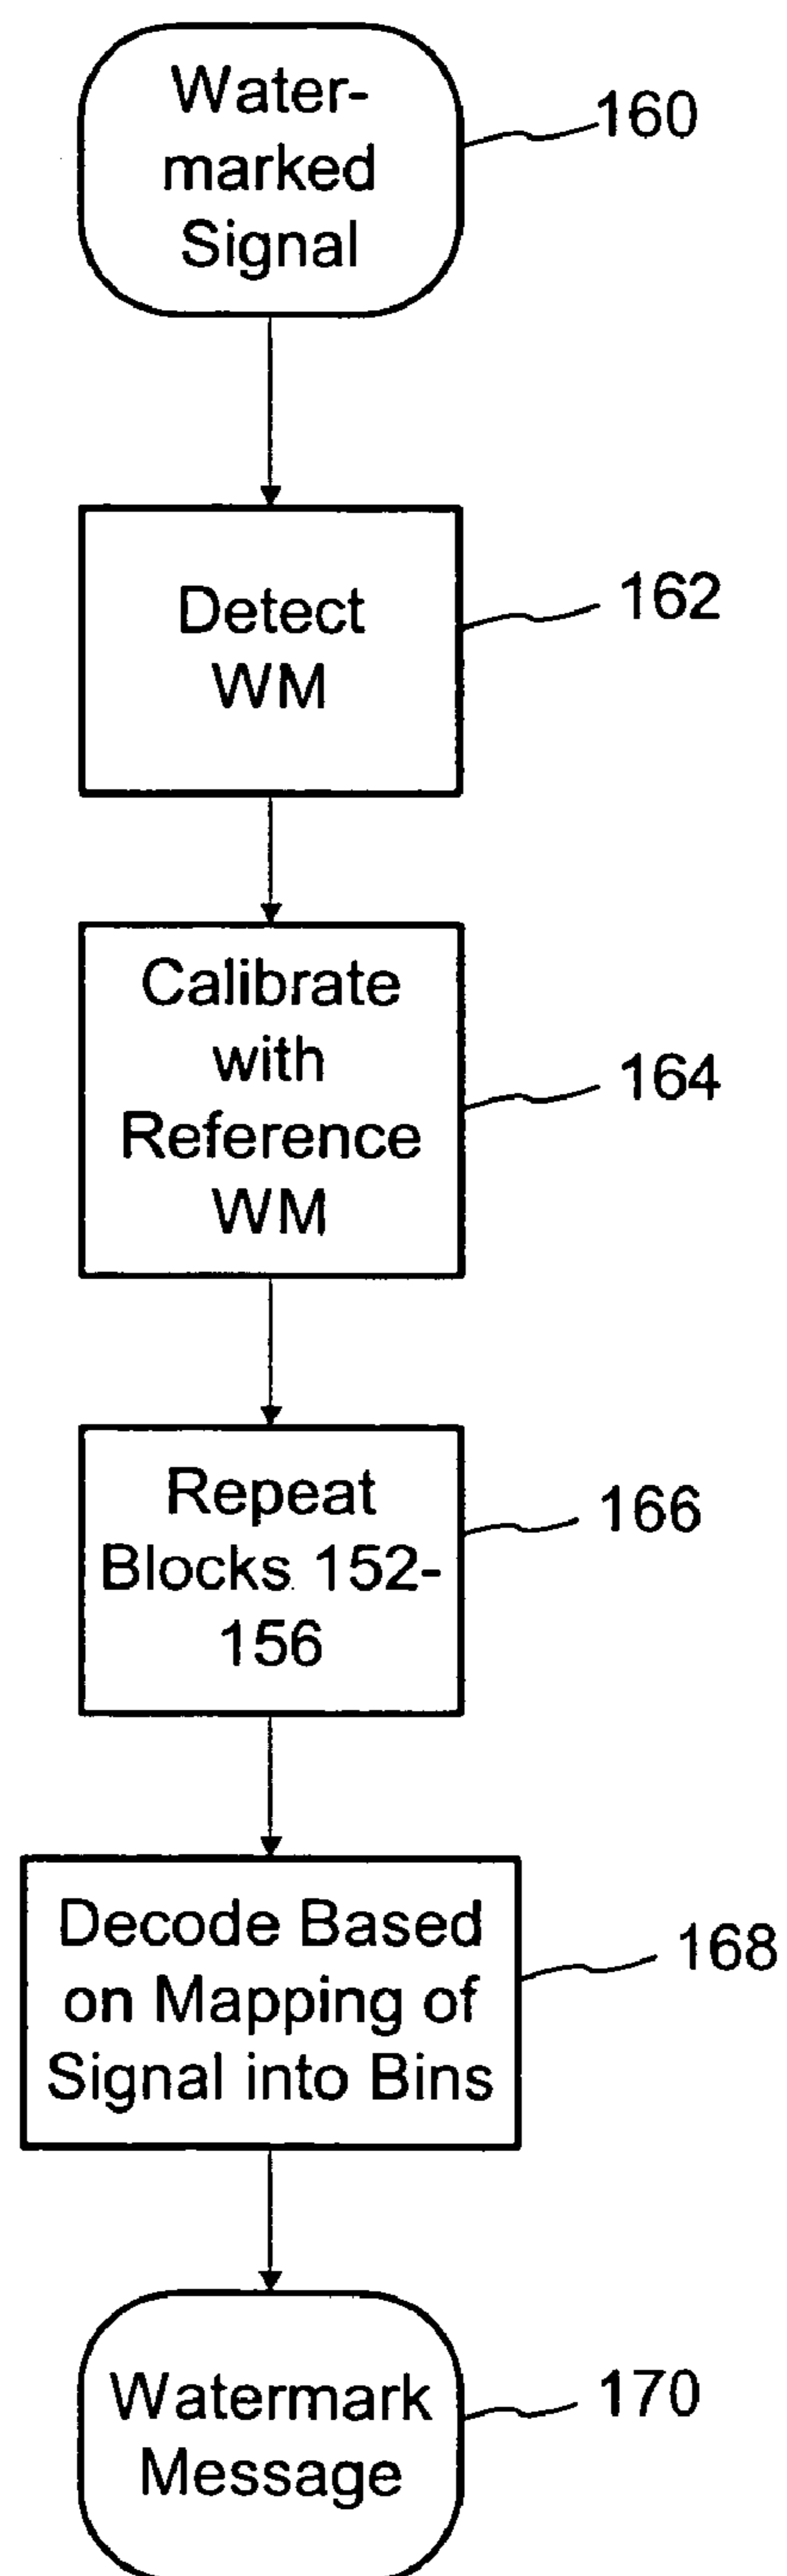 Water-
marked
Signal
160
Detect
WM
162
Calibrate
with
Reference
WM
164
Repeat
Blocks 152-
156
166
Decode Based
on Mapping of
Signal into Bins
168
Watermark
Message
170